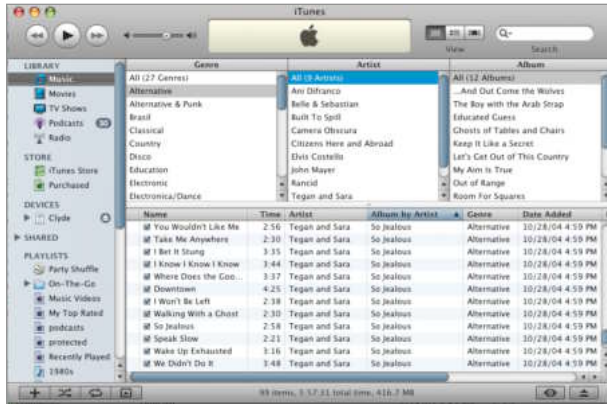 iTunes
Q-
View
Search
LIBRARY
Music
Movies
TV Shows
Podcasts
Radio
STORE
iTunes Store
Purchased
DEVICES
Clyde
SHARED
PLAYLISTS
Party Shuffle
On-The-Go
Music Videos
My Top Rated
podcasts
protected
Recently Played
1980s
Genre
All (27 Genres)
Alternative
Alternative & Punk
Brasil
Classical
Country
Disco
Education
Electronic
Electronica/Dance
Artist
All (9 Artists)
Ani Difranco
Belle & Sebastian
Built To Spill
Camera Obscura
Citizens Here and Abroad
Elvis Costello
John Mayer
Rancid
Tegan and Sara
Album
All (12 Albums)
...And Out Come the Wolves
The Boy with the Arab Strap
Educated Guess
Ghosts of Tables and Chairs
Keep It Like a Secret
Let's Get Out of This Country
My Aim Is True
Out of Range
Room For Squares
Name Time Artist Album by Artist Genre Date Added
You Wouldn't Like Me 2:56 Tegan and Sara So Jealous Alternative 10/28/04 4:59 PM
Take Me Anywhere 2:30 Tegan and Sara So Jealous Alternative 10/28/04 4:59 PM
I Bet It Stung 3:35 Tegan and Sara So Jealous Alternative 10/28/04 4:59 PM
I Know I Know I Know 3:44 Tegan and Sara So Jealous Alternative 10/28/04 4:59 PM
Where Does the Goo... 3:37 Tegan and Sara So Jealous Alternative 10/28/04 4:59 PM
Downtown 4:25 Tegan and Sara So Jealous Alternative 10/28/04 4:59 PM
I Won't Be Left 2:38 Tegan and Sara So Jealous Alternative 10/28/04 4:59 PM
Walking With a Ghost 2:30 Tegan and Sara So Jealous Alternative 10/28/04 4:59 PM
So Jealous 2:58 Tegan and Sara So Jealous Alternative 10/28/04 4:59 PM
Speak Slow 2:21 Tegan and Sara So Jealous Alternative 10/28/04 4:59 PM
Wake Up Exhausted 3:16 Tegan and Sara So Jealous Alternative 10/28/04 4:59 PM
We Didn't Do It 3:48 Tegan and Sara So Jealous Alternative 10/28/04 4:59 PM
99 items, 5:57:31 total time, 416.7 MB